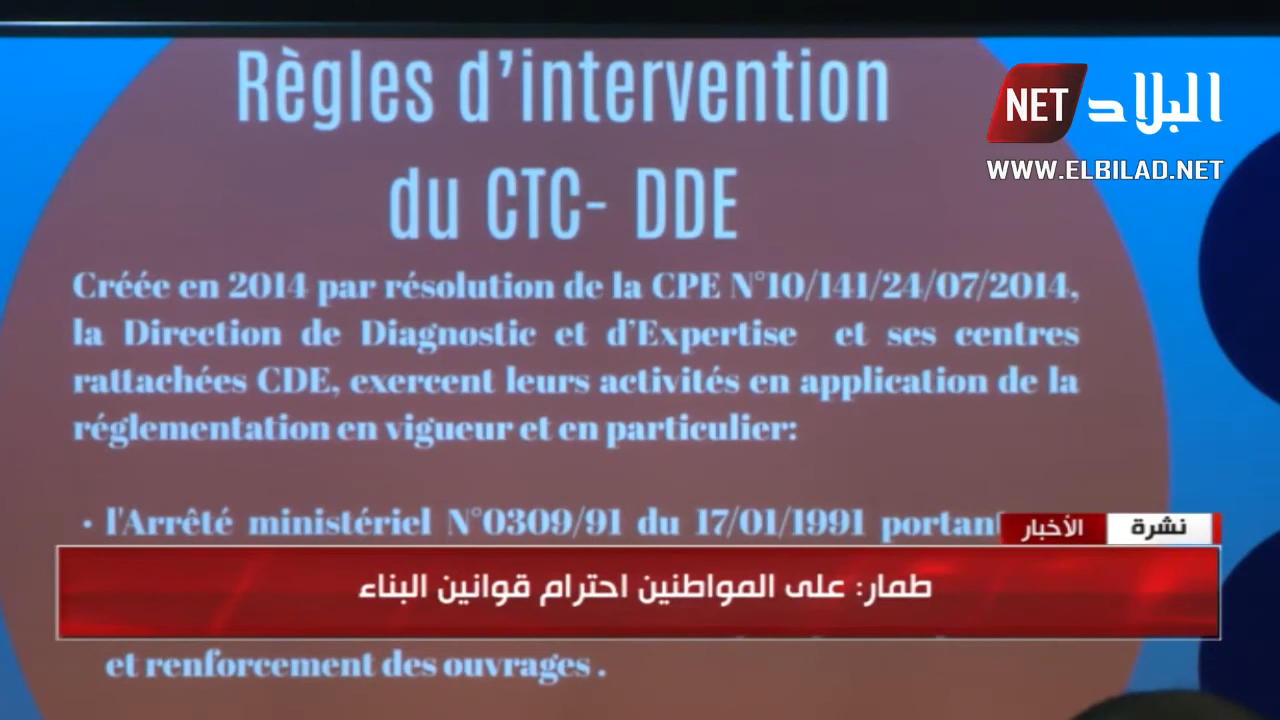 Règles d'intervention
du CTC- DDE
NET البلاد
WWW.ELBILAD.NET
Créée en 2014 par résolution de la CPE N°10/141/24/07/2014,
la Direction de Diagnostic et d'Expertise et ses centres
rattachées CDE, exercent leurs activités en application de la
réglementation en vigueur et en particulier:
• l'Arrêté ministériel N°0309/91 du 17/01/1991 portant
نشرة الأخبار
طمار: على المواطنين احترام قوانين البناء
et renforcement des ouvrages .